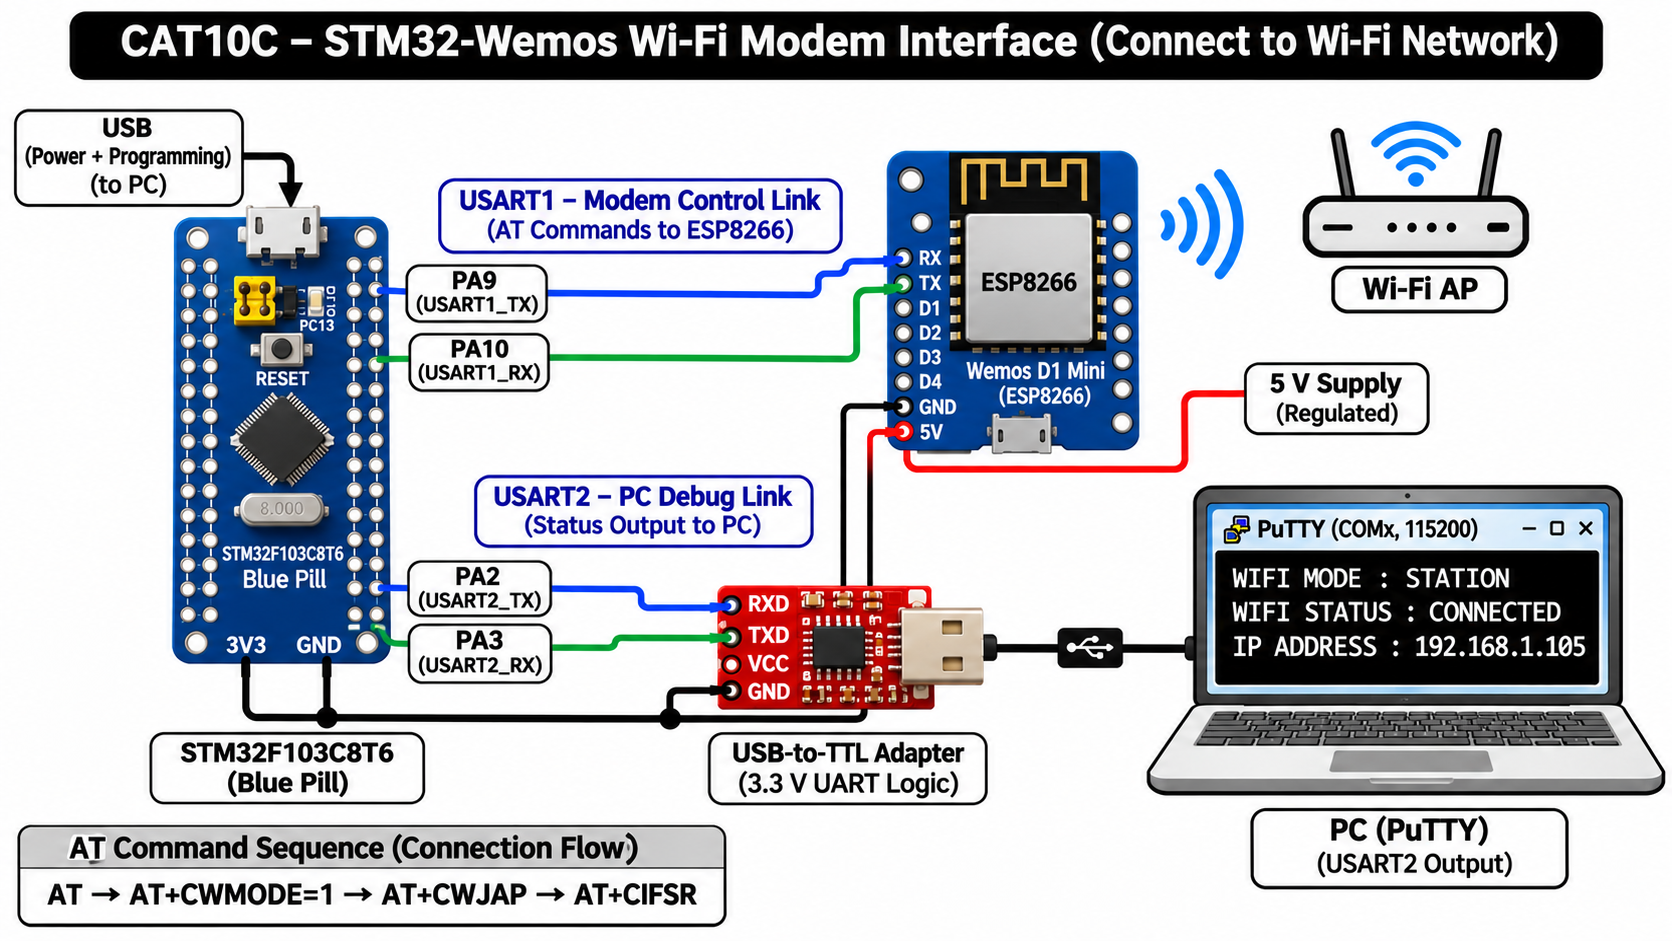 CAT10C – STM32-Wemos Wi-Fi Modem Interface (Connect to Wi-Fi Network)
USB
(Power + Programming)
(to PC)
USART1 – Modem Control Link
(AT Commands to ESP8266)
PA9
(USART1_TX)
PA10
(USART1_RX)
PC13
RESET
8.000
STM32F103C8T6
Blue Pill
3V3 GND
RX
TX
D1
D2
D3
D4
GND
5V
ESP8266
Wemos D1 Mini
(ESP8266)
Wi-Fi AP
5 V Supply
(Regulated)
USART2 – PC Debug Link
(Status Output to PC)
PA2
(USART2_TX)
PA3
(USART2_RX)
RXD
TXD
VCC
GND
PuTTY (COMx, 115200)
WIFI MODE : STATION
WIFI STATUS : CONNECTED
IP ADDRESS : 192.168.1.105
STM32F103C8T6
(Blue Pill)
USB-to-TTL Adapter
(3.3 V UART Logic)
PC (PuTTY)
(USART2 Output)
AT Command Sequence (Connection Flow)
AT → AT+CWMODE=1 → AT+CWJAP → AT+CIFSR